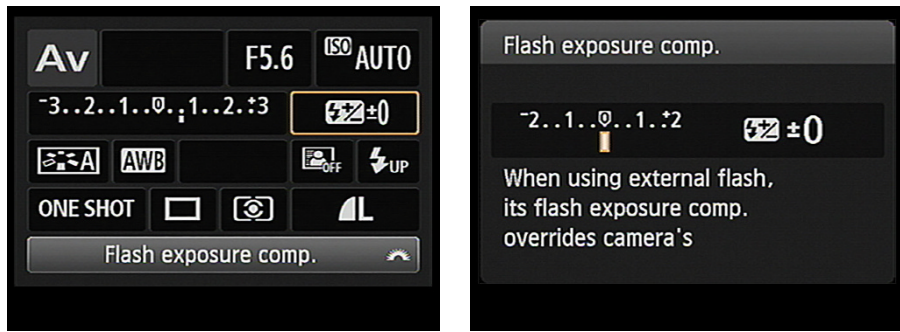 Av F5.6 ISO AUTO
-3..2..1..0..1..2..+3 ±0
A AWB OFF UP
ONE SHOT L
Flash exposure comp.
Flash exposure comp.
-2..1..0..1..+2 ±0
When using external flash,
its flash exposure comp.
overrides camera's